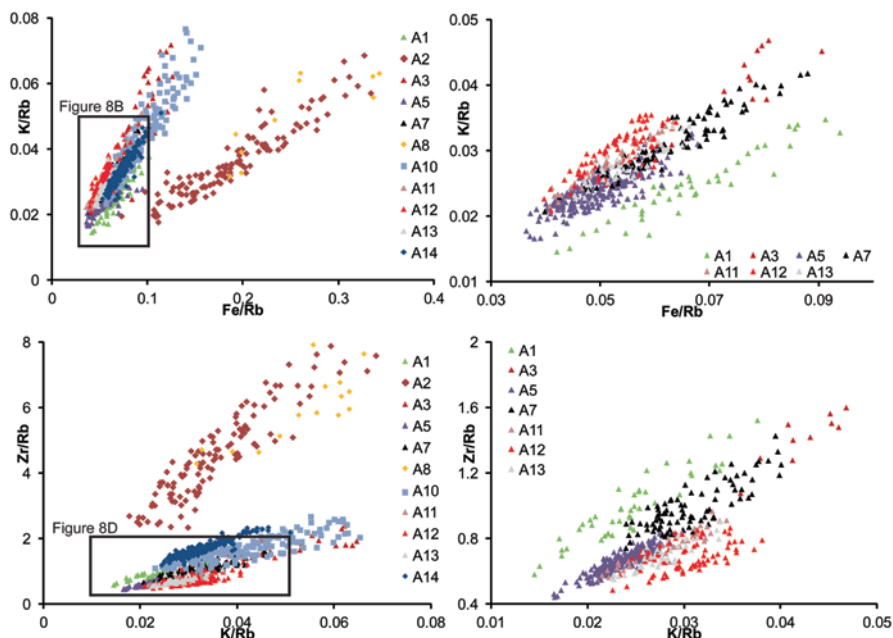 0.08
0.06
0.04
0.02
0
K/Rb
Figure 8B
0 0.1 0.2 0.3 0.4
Fe/Rb
A1
A2
A3
A5
A7
A8
A10
A11
A12
A13
A14
0.05
0.04
0.03
0.02
0.01
K/Rb
0.03 0.05 0.07 0.09
Fe/Rb
A1 A3 A5 A7
A11 A12 A13
8
6
4
2
0
Zr/Rb
Figure 8D
0 0.02 0.04 0.06 0.08
K/Rb
A1
A2
A3
A5
A7
A8
A10
A11
A12
A13
A14
2
1.6
1.2
0.8
0.4
Zr/Rb
0.01 0.02 0.03 0.04 0.05
K/Rb
A1
A3
A5
A7
A11
A12
A13